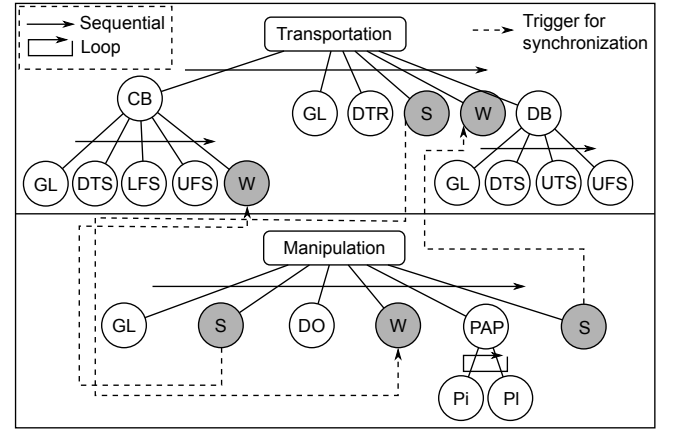 Sequential
Loop
Transportation
Trigger for
synchronization
CB
GL
DTR
S
W
DB
GL
DTS
LFS
UFS
W
GL
DTS
UTS
UFS
Manipulation
GL
S
DO
W
PAP
S
Pi
Pl